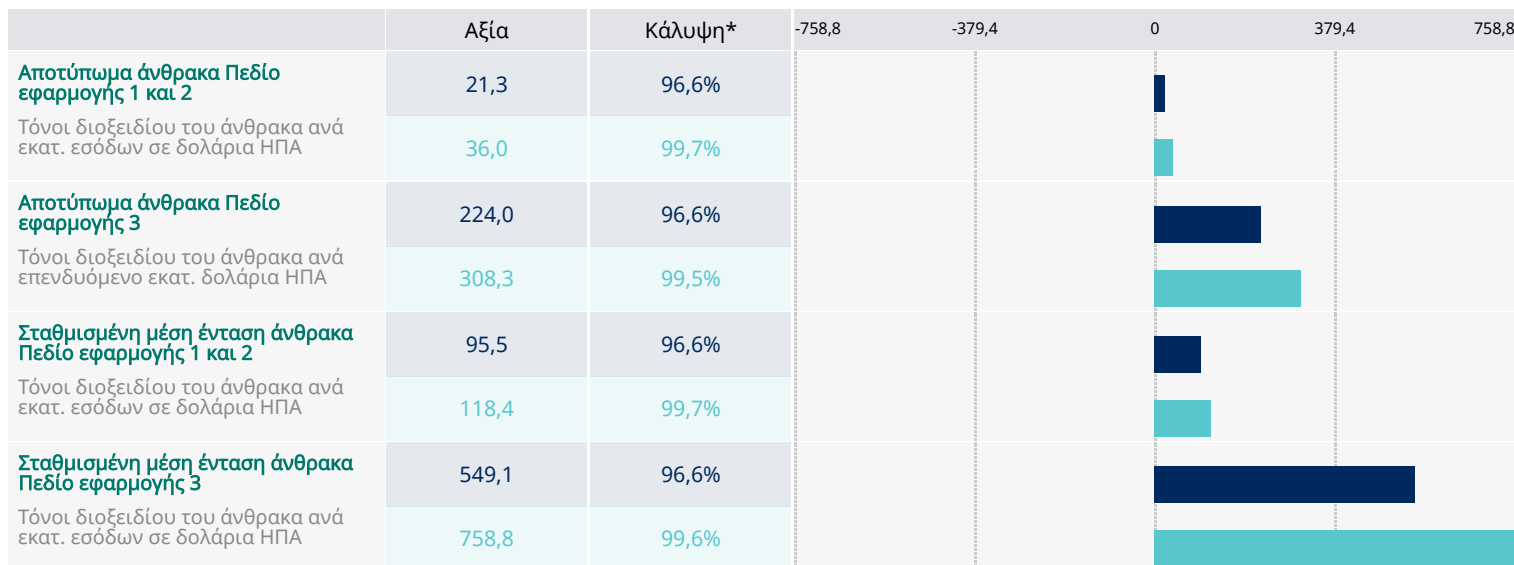 Αξία Κάλυψη* -758,8 -379,4 0 379,4 758,8
Αποτύπωμα άνθρακα Πεδίο
εφαρμογής 1 και 2
21,3 96,6%
Τόνοι διοξειδίου του άνθρακα ανά
εκατ. εσόδων σε δολάρια ΗΠΑ
36,0 99,7%
Αποτύπωμα άνθρακα Πεδίο
εφαρμογής 3
224,0 96,6%
Τόνοι διοξειδίου του άνθρακα ανά
επενδυόμενο εκατ. δολάρια ΗΠΑ
308,3 99,5%
Σταθμισμένη μέση ένταση άνθρακα
Πεδίο εφαρμογής 1 και 2
95,5 96,6%
Τόνοι διοξειδίου του άνθρακα ανά
εκατ. εσόδων σε δολάρια ΗΠΑ
118,4 99,7%
Σταθμισμένη μέση ένταση άνθρακα
Πεδίο εφαρμογής 3
549,1 96,6%
Τόνοι διοξειδίου του άνθρακα ανά
εκατ. εσόδων σε δολάρια ΗΠΑ
758,8 99,6%